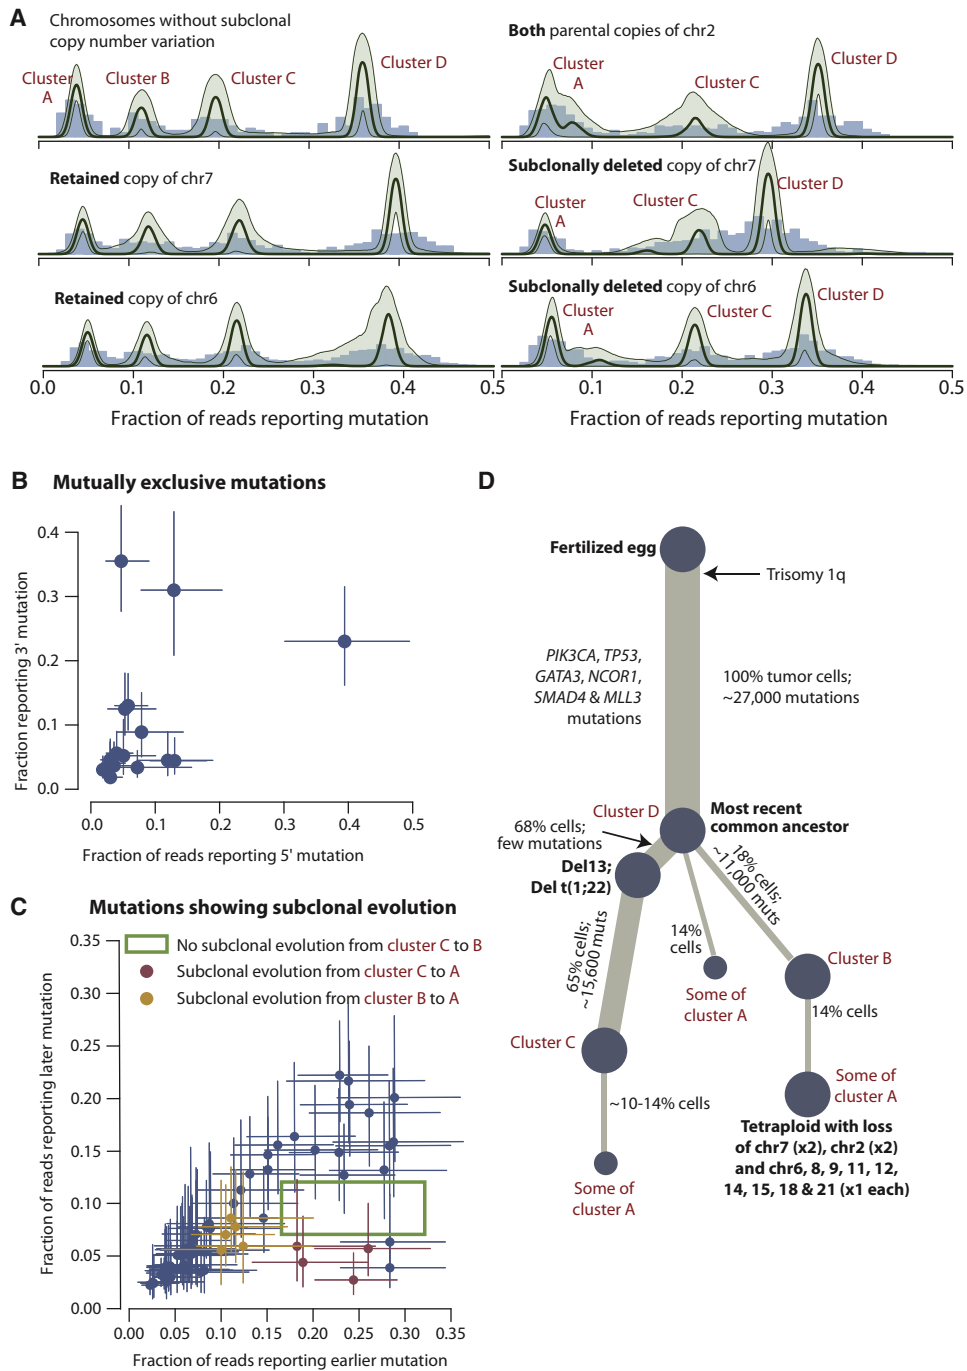 A
Chromosomes without subclonal
copy number variation
Cluster
A
Cluster B
Cluster C
Cluster D
Both parental copies of chr2
Cluster
A
Cluster C
Cluster D
Retained copy of chr7
Subclonally deleted copy of chr7
Cluster
A
Cluster C
Cluster D
Retained copy of chr6
Subclonally deleted copy of chr6
Cluster
A
Cluster C
Cluster D
0.0 0.1 0.2 0.3 0.4 0.5
0.1 0.2 0.3 0.4 0.5
Fraction of reads reporting mutation
Fraction of reads reporting mutation
B Mutually exclusive mutations
Fraction reporting 3' mutation
0.4
0.3
0.2
0.1
0.0
0.0 0.1 0.2 0.3 0.4 0.5
Fraction of reads reporting 5' mutation
C Mutations showing subclonal evolution
Fraction of reads reporting later mutation
0.35
0.30
0.25
0.20
0.15
0.10
0.05
0.00
No subclonal evolution from cluster C to B
Subclonal evolution from cluster C to A
Subclonal evolution from cluster B to A
0.00 0.05 0.10 0.15 0.20 0.25 0.30 0.35
Fraction of reads reporting earlier mutation
D
Fertilized egg
Trisomy 1q
PIK3CA, TP53,
GATA3, NCOR1,
SMAD4 & MLL3
mutations
100% tumor cells;
~27,000 mutations
Cluster D
Most recent
common ancestor
68% cells;
few mutations
Del13;
Del t(1;22)
18% cells;
~11,000 muts
65% cells;
~15,600 muts
14%
cells
Some of
cluster A
Cluster B
14% cells
Cluster C
Some of
cluster A
~10-14% cells
Tetraploid with loss
of chr7 (x2), chr2 (x2)
and chr6, 8, 9, 11, 12,
14, 15, 18 & 21 (x1 each)
Some of
cluster A